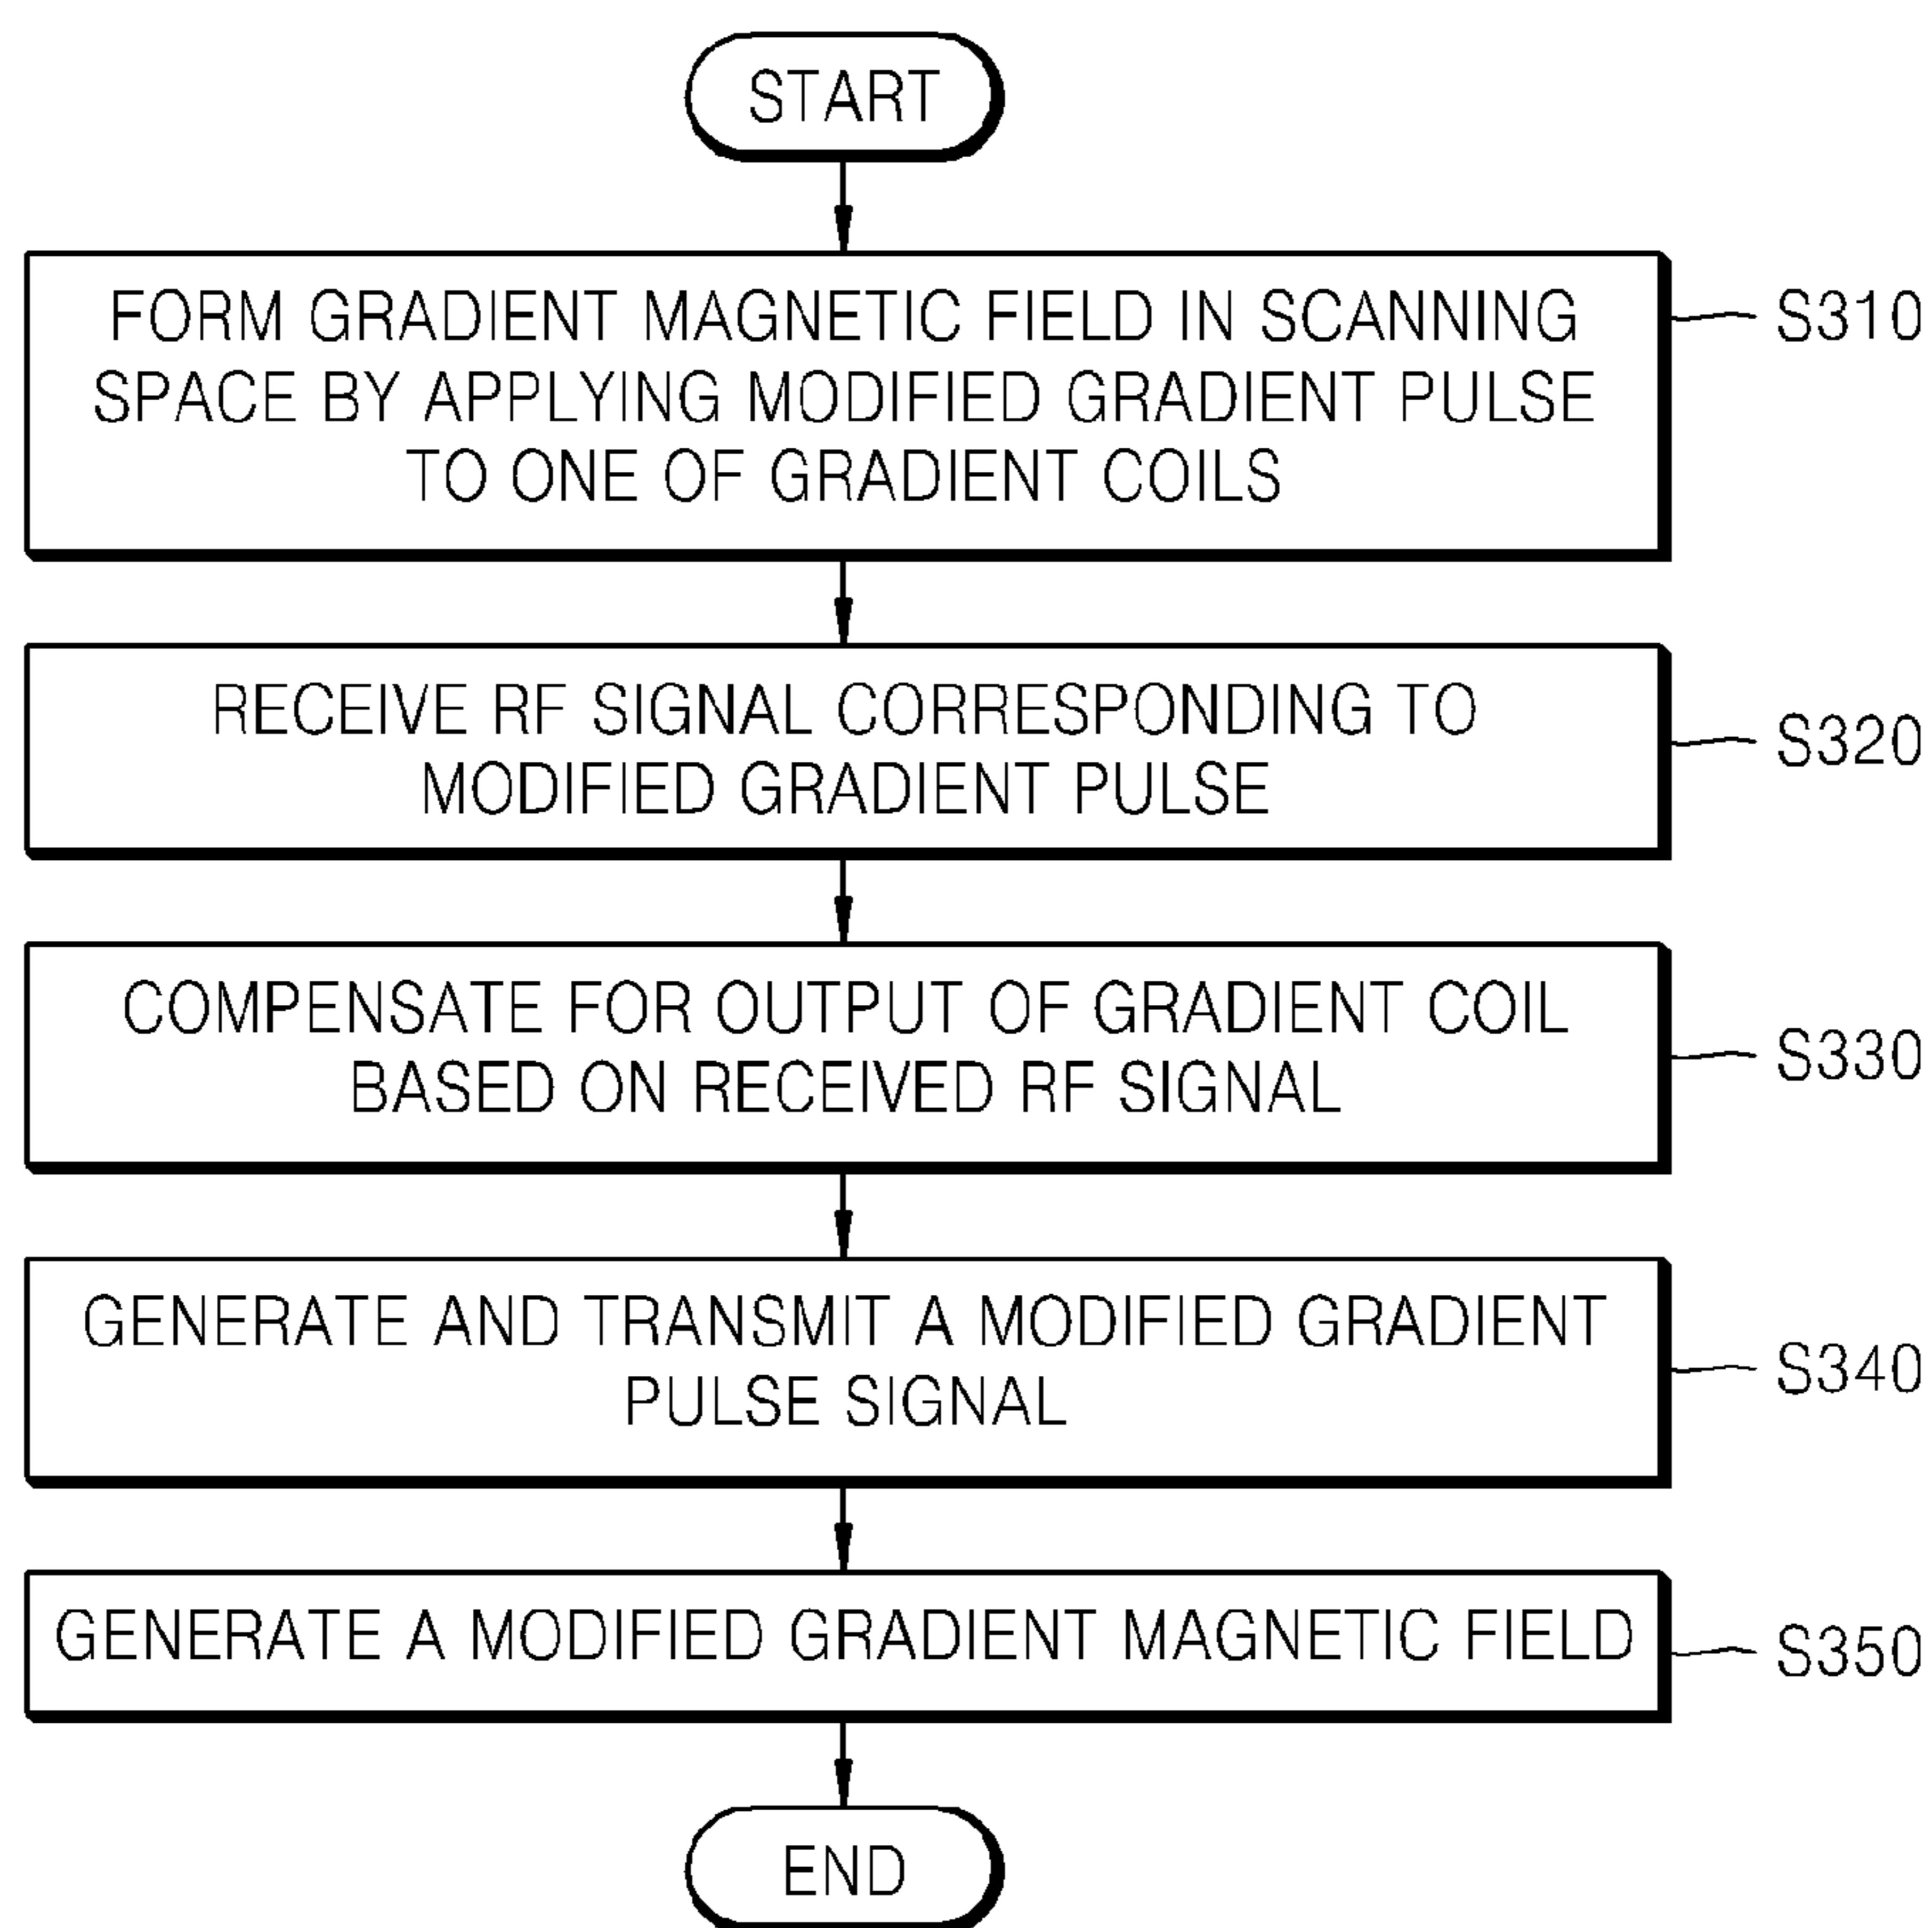 START
FORM GRADIENT MAGNETIC FIELD IN SCANNING
SPACE BY APPLYING MODIFIED GRADIENT PULSE
TO ONE OF GRADIENT COILS
S310
RECEIVE RF SIGNAL CORRESPONDING TO
MODIFIED GRADIENT PULSE
S320
COMPENSATE FOR OUTPUT OF GRADIENT COIL
BASED ON RECEIVED RF SIGNAL
S330
GENERATE AND TRANSMIT A MODIFIED GRADIENT
PULSE SIGNAL
S340
GENERATE A MODIFIED GRADIENT MAGNETIC FIELD
S350
END